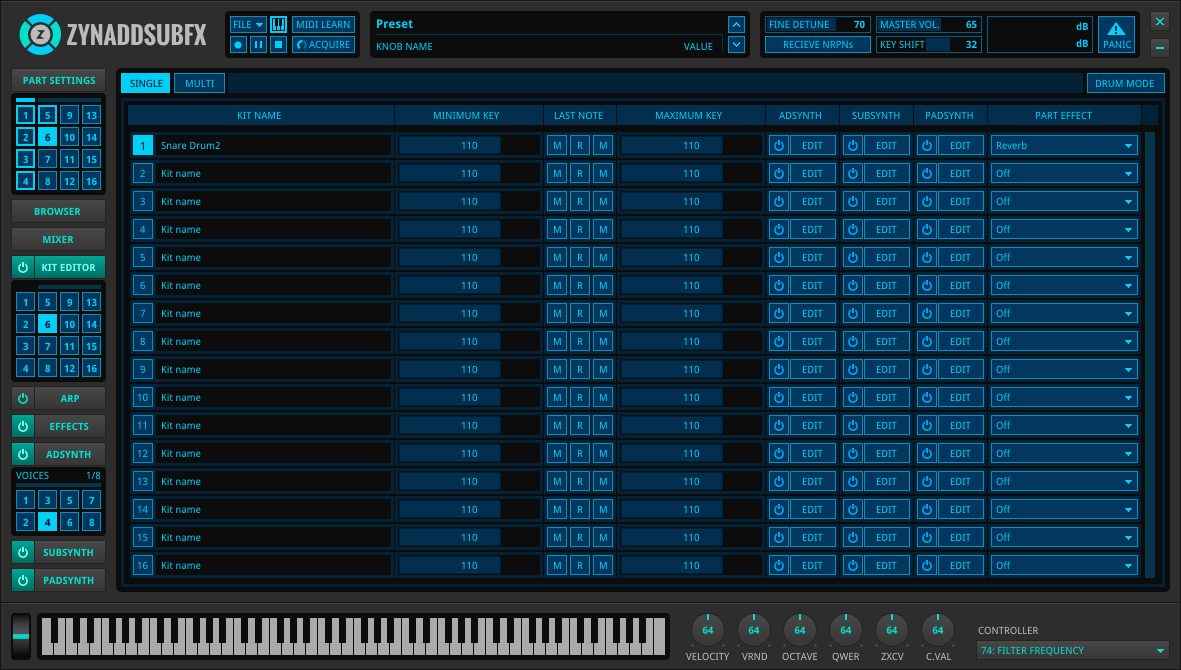 ZYNADDSUBFX
FILE MIDI LEARN
ACQUIRE
Preset
KNOB NAME VALUE
FINE DETUNE 70 MASTER VOL. 65 dB
RECIEVE NRPNs KEY SHIFT 32 dB
PANIC
PART SETTINGS
1 5 9 13
2 6 10 14
3 7 11 15
4 8 12 16
BROWSER
MIXER
KIT EDITOR
1 5 9 13
2 6 10 14
3 7 11 15
4 8 12 16
ARP
EFFECTS
ADSYNTH
VOICES 1/8
1 3 5 7
2 4 6 8
SUBSYNTH
PADSYNTH
SINGLE MULTI DRUM MODE
KIT NAME MINIMUM KEY LAST NOTE MAXIMUM KEY ADSYNTH SUBSYNTH PADSYNTH PART EFFECT
1 Snare Drum2 110 M R M 110 EDIT EDIT EDIT Reverb
2 Kit name 110 M R M 110 EDIT EDIT EDIT Off
3 Kit name 110 M R M 110 EDIT EDIT EDIT Off
4 Kit name 110 M R M 110 EDIT EDIT EDIT Off
5 Kit name 110 M R M 110 EDIT EDIT EDIT Off
6 Kit name 110 M R M 110 EDIT EDIT EDIT Off
7 Kit name 110 M R M 110 EDIT EDIT EDIT Off
8 Kit name 110 M R M 110 EDIT EDIT EDIT Off
9 Kit name 110 M R M 110 EDIT EDIT EDIT Off
10 Kit name 110 M R M 110 EDIT EDIT EDIT Off
11 Kit name 110 M R M 110 EDIT EDIT EDIT Off
12 Kit name 110 M R M 110 EDIT EDIT EDIT Off
13 Kit name 110 M R M 110 EDIT EDIT EDIT Off
14 Kit name 110 M R M 110 EDIT EDIT EDIT Off
15 Kit name 110 M R M 110 EDIT EDIT EDIT Off
16 Kit name 110 M R M 110 EDIT EDIT EDIT Off
64 64 64 64 64 64
VELOCITY VRND OCTAVE QWER ZXCV C.VAL
CONTROLLER
74: FILTER FREQUENCY